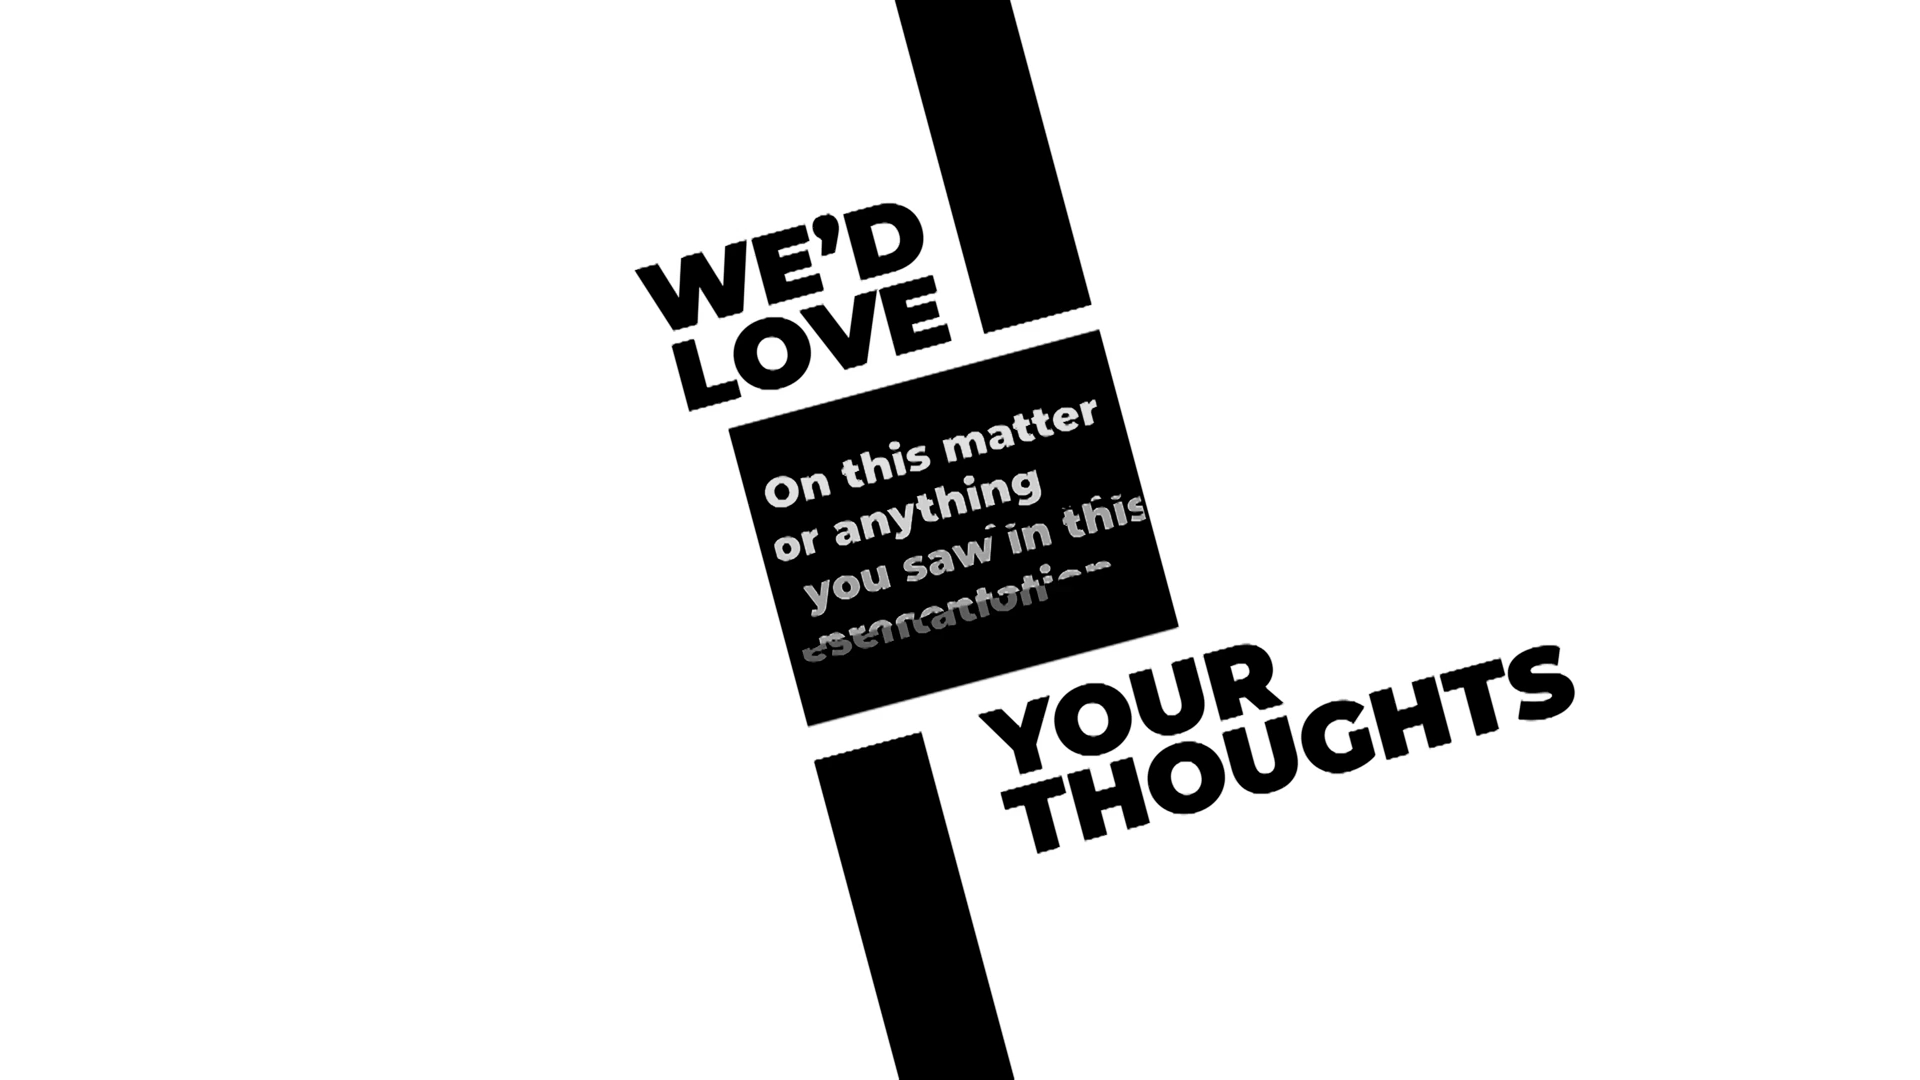 WE'D
LOVE
On this matter
or anything
you saw in this
YOUR
THOUGHTS